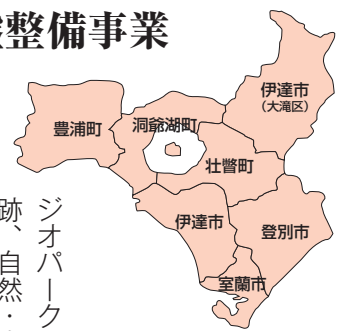 整備事業
伊達市
(大滝区)
豊浦町
洞爺湖町
壮瞥町
伊達市
登別市
室蘭市
ジオパーク
跡、自然・